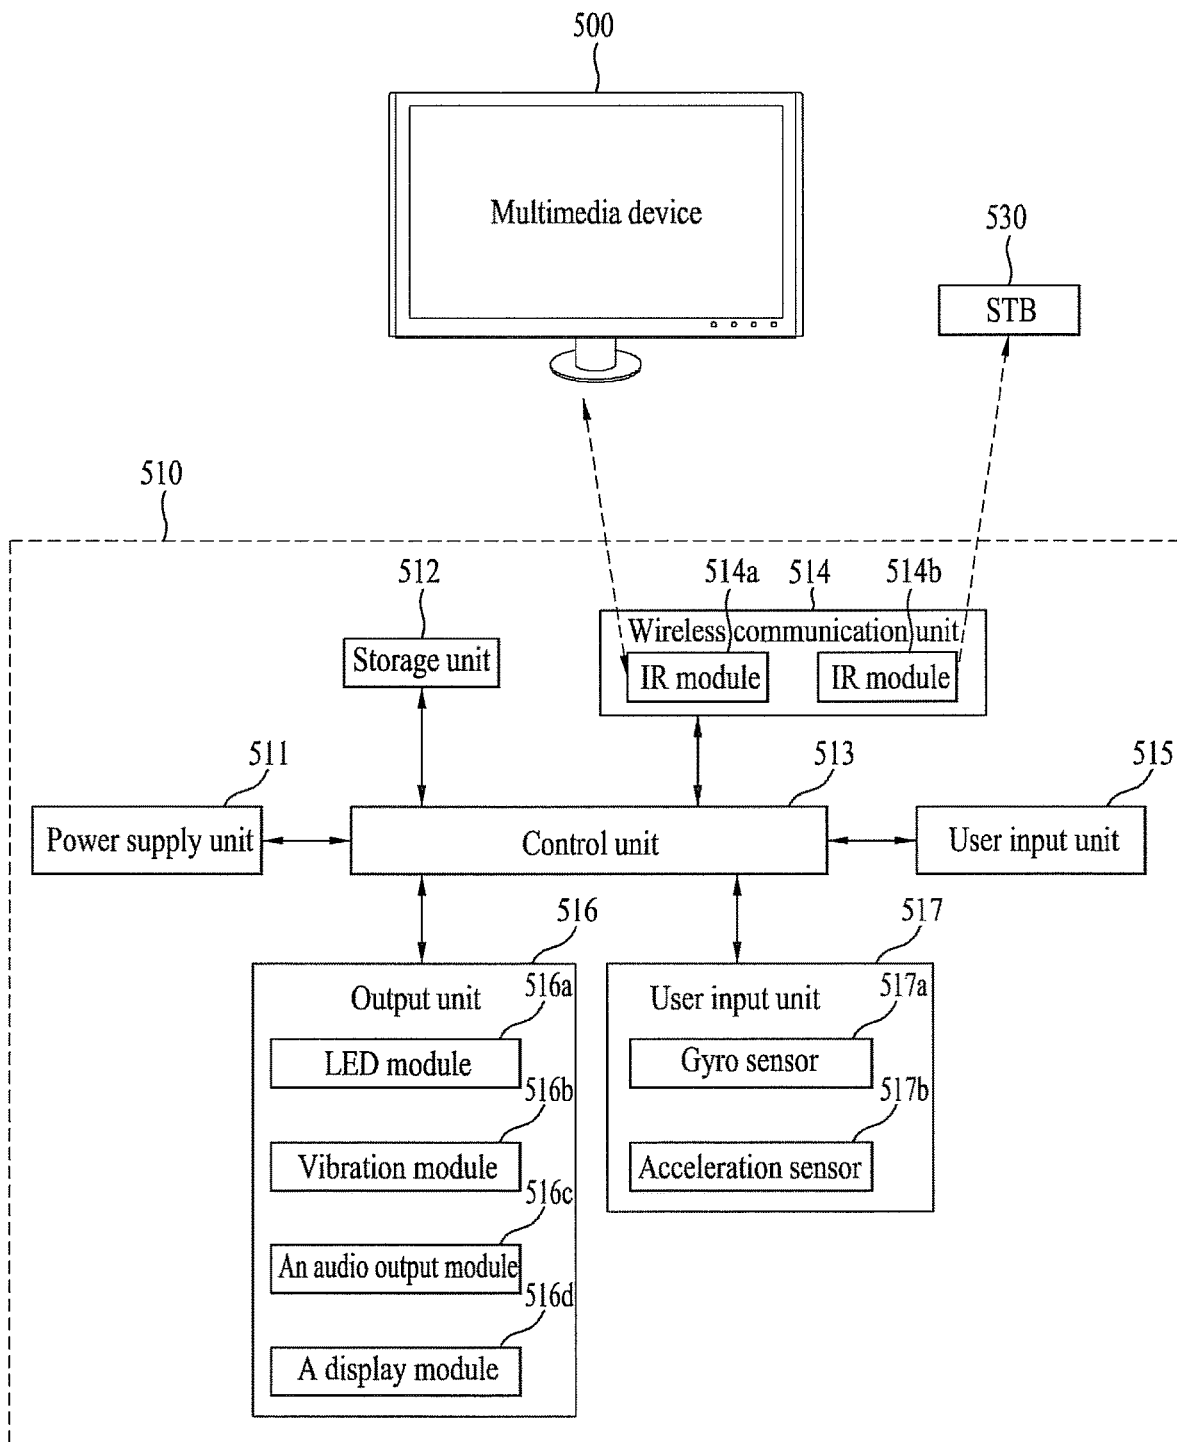 500
Multimedia device
530
STB
510
512
514a
514
514b
Storage unit
Wireless communication unit
IR module
IR module
511
513
515
Power supply unit
Control unit
User input unit
516
517
Output unit
516a
User input unit
517a
LED module
Gyro sensor
516b
517b
Vibration module
Acceleration sensor
516c
An audio output module
516d
A display module